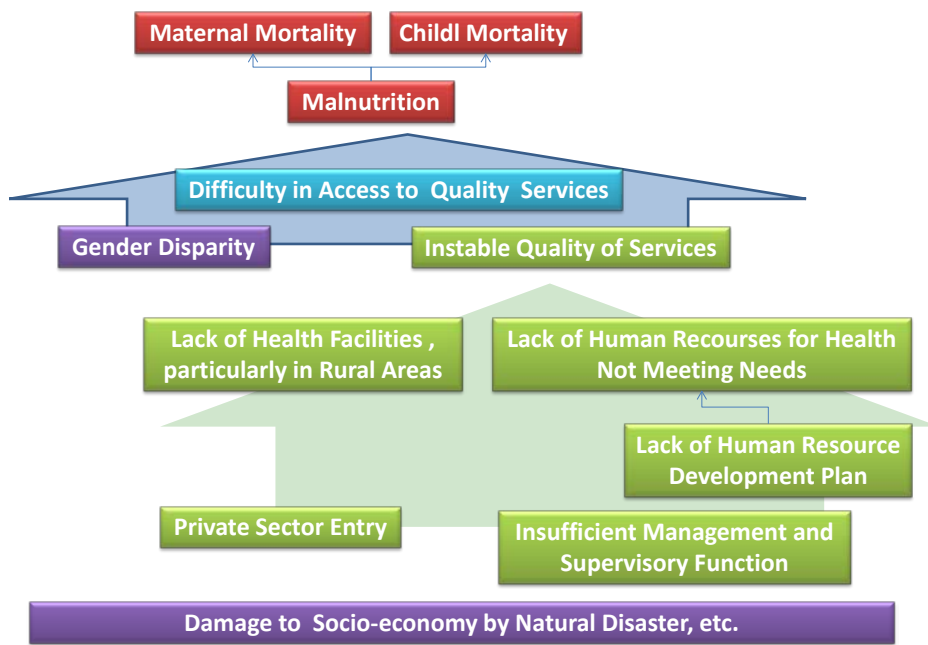 Maternal Mortality
Childl Mortality
Malnutrition
Difficulty in Access to Quality Services
Gender Disparity
Instable Quality of Services
Lack of Health Facilities ,
particularly in Rural Areas
Lack of Human Recourses for Health
Not Meeting Needs
Lack of Human Resource
Development Plan
Private Sector Entry
Insufficient Management and
Supervisory Function
Damage to Socio-economy by Natural Disaster, etc.